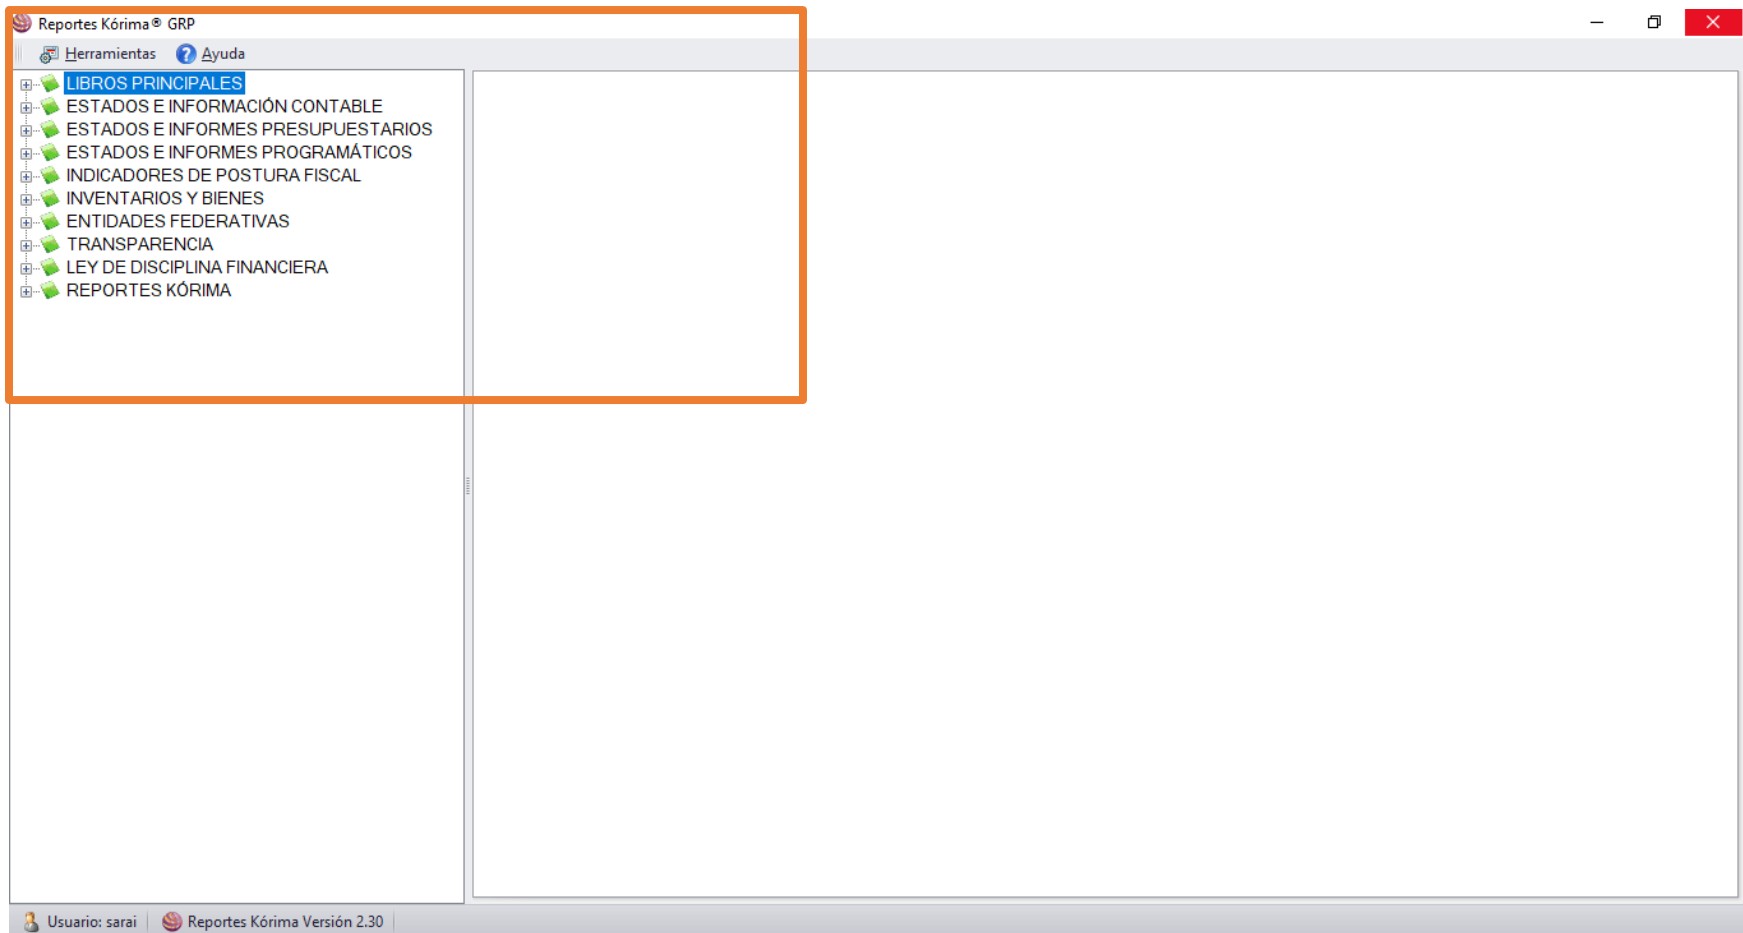 Reportes Kórima® GRP
Herramientas Ayuda
LIBROS PRINCIPALES
ESTADOS E INFORMACIÓN CONTABLE
ESTADOS E INFORMES PRESUPUESTARIOS
ESTADOS E INFORMES PROGRAMÁTICOS
INDICADORES DE POSTURA FISCAL
INVENTARIOS Y BIENES
ENTIDADES FEDERATIVAS
TRANSPARENCIA
LEY DE DISCIPLINA FINANCIERA
REPORTES KÓRIMA
Usuario: sarai Reportes Kórima Versión 2.30